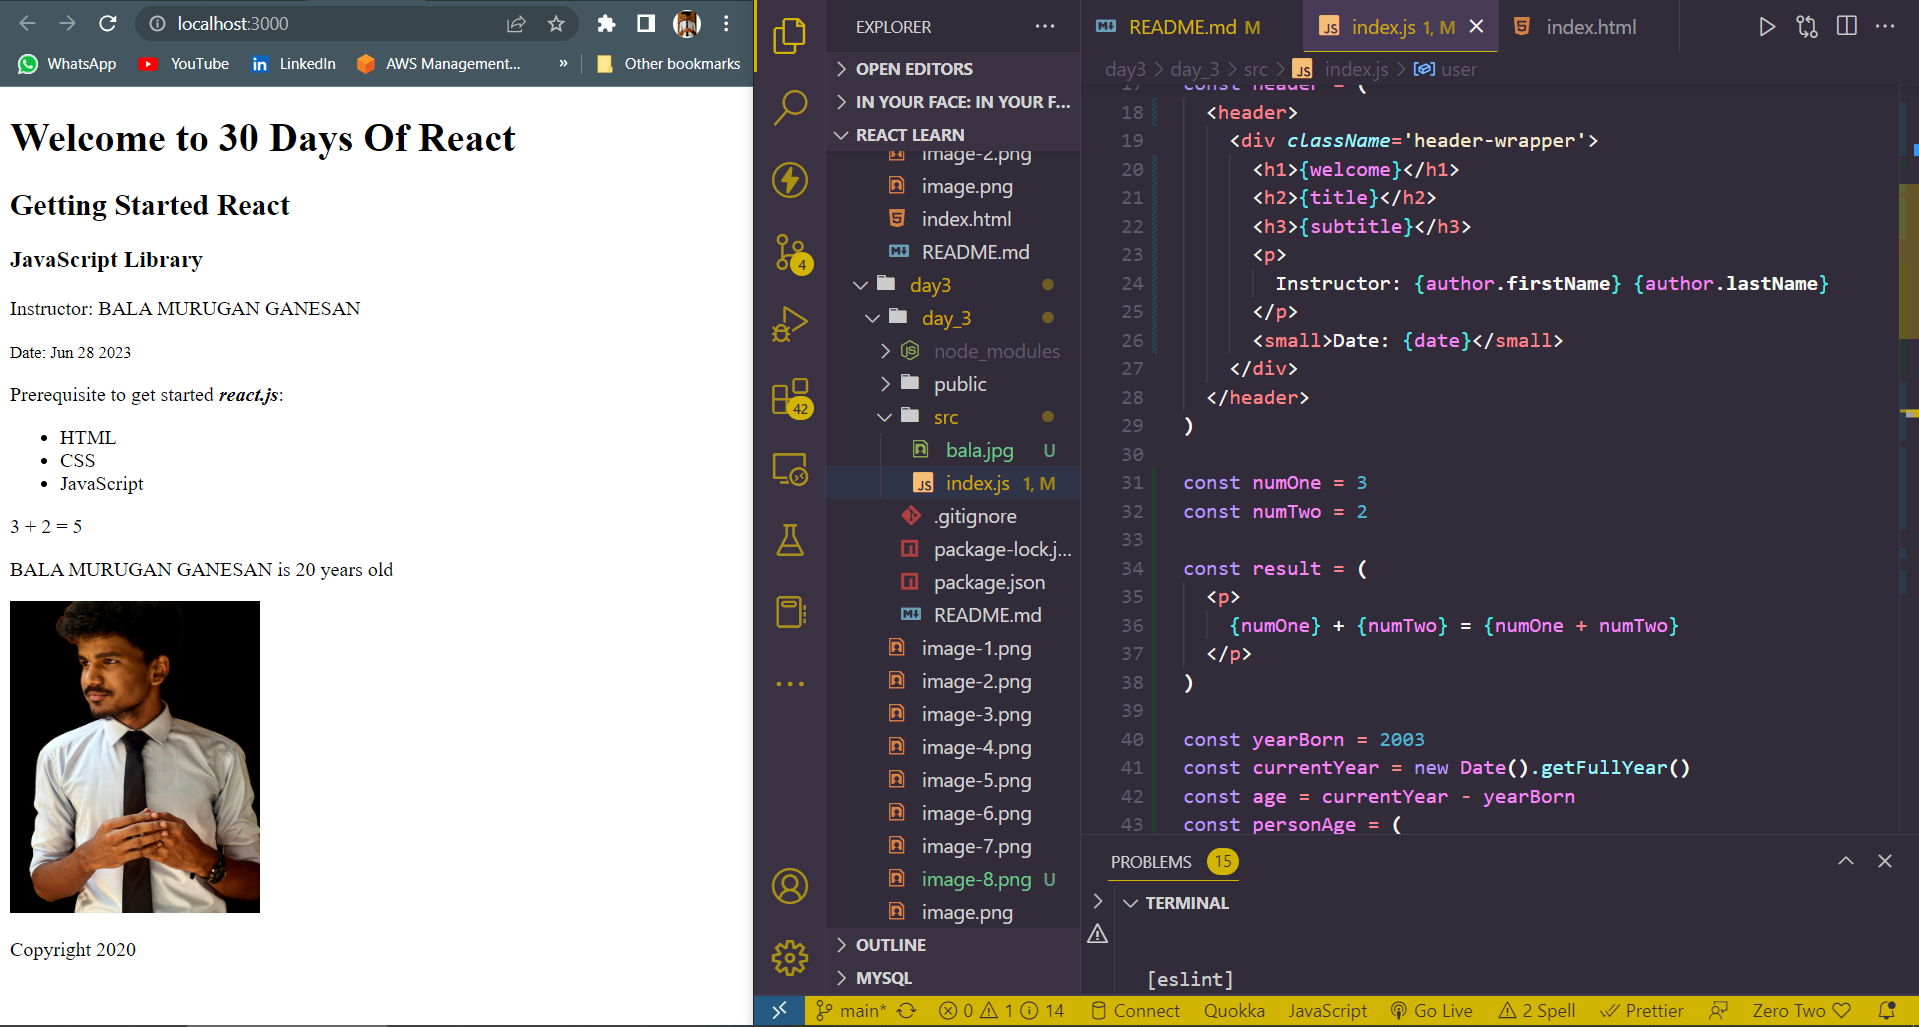 localhost:3000
WhatsApp YouTube LinkedIn AWS Management... » Other bookmarks
Welcome to 30 Days Of React
Getting Started React
JavaScript Library
Instructor: BALA MURUGAN GANESAN
Date: Jun 28 2023
Prerequisite to get started react.js:
HTML
CSS
JavaScript
3 + 2 = 5
BALA MURUGAN GANESAN is 20 years old
Copyright 2020
4
42
EXPLORER
OPEN EDITORS
IN YOUR FACE: IN YOUR F...
REACT LEARN
image-2.png
image.png
index.html
README.md
day3
day_3
node_modules
public
src
bala.jpg U
index.js 1, M
.gitignore
package-lock.j...
package.json
README.md
image-1.png
image-2.png
image-3.png
image-4.png
image-5.png
image-6.png
image-7.png
image-8.png U
image.png
OUTLINE
MYSQL
README.md M index.js 1, M index.html
day3 > day_3 > src > index.js > user
17 const header = (
18 <header>
19 <div className='header-wrapper'>
20 <h1>{welcome}</h1>
21 <h2>{title}</h2>
22 <h3>{subtitle}</h3>
23 <p>
24 Instructor: {author.firstName} {author.lastName}
25 </p>
26 <small>Date: {date}</small>
27 </div>
28 </header>
29 )
30
31 const numOne = 3
32 const numTwo = 2
33
34 const result = (
35 <p>
36 {numOne} + {numTwo} = {numOne + numTwo}
37 </p>
38 )
39
40 const yearBorn = 2003
41 const currentYear = new Date().getFullYear()
42 const age = currentYear - yearBorn
43 const personAge = (
PROBLEMS 15
TERMINAL
[eslint]
main* 0 1 14 Connect Quokka JavaScript Go Live 2 Spell Prettier Zero Two